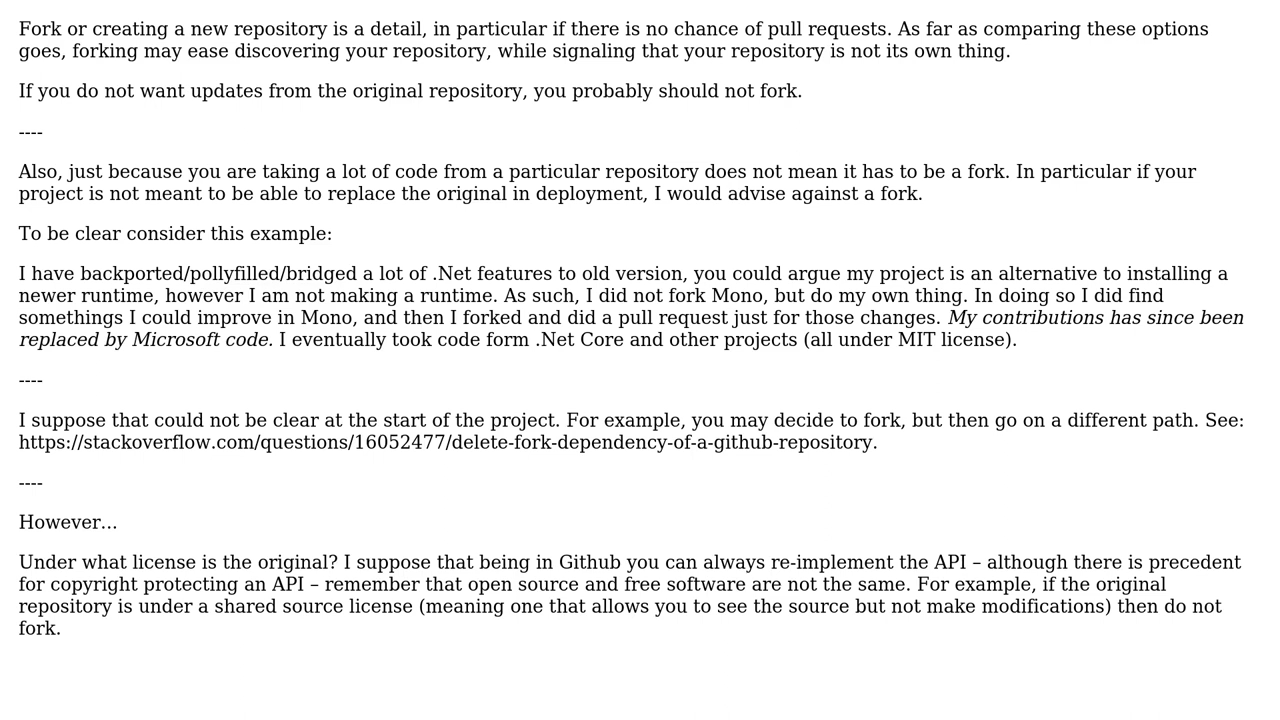 Fork or creating a new repository is a detail, in particular if there is no chance of pull requests. As far as comparing these options
goes, forking may ease discovering your repository, while signaling that your repository is not its own thing.
If you do not want updates from the original repository, you probably should not fork.
----
Also, just because you are taking a lot of code from a particular repository does not mean it has to be a fork. In particular if your
project is not meant to be able to replace the original in deployment, I would advise against a fork.
To be clear consider this example:
I have backported/pollyfilled/bridged a lot of .Net features to old version, you could argue my project is an alternative to installing a
newer runtime, however I am not making a runtime. As such, I did not fork Mono, but do my own thing. In doing so I did find
somethings I could improve in Mono, and then I forked and did a pull request just for those changes. My contributions has since been
replaced by Microsoft code. I eventually took code form .Net Core and other projects (all under MIT license).
----
I suppose that could not be clear at the start of the project. For example, you may decide to fork, but then go on a different path. See:
https://stackoverflow.com/questions/16052477/delete-fork-dependency-of-a-github-repository.
----
However...
Under what license is the original? I suppose that being in Github you can always re-implement the API – although there is precedent
for copyright protecting an API – remember that open source and free software are not the same. For example, if the original
repository is under a shared source license (meaning one that allows you to see the source but not make modifications) then do not
fork.